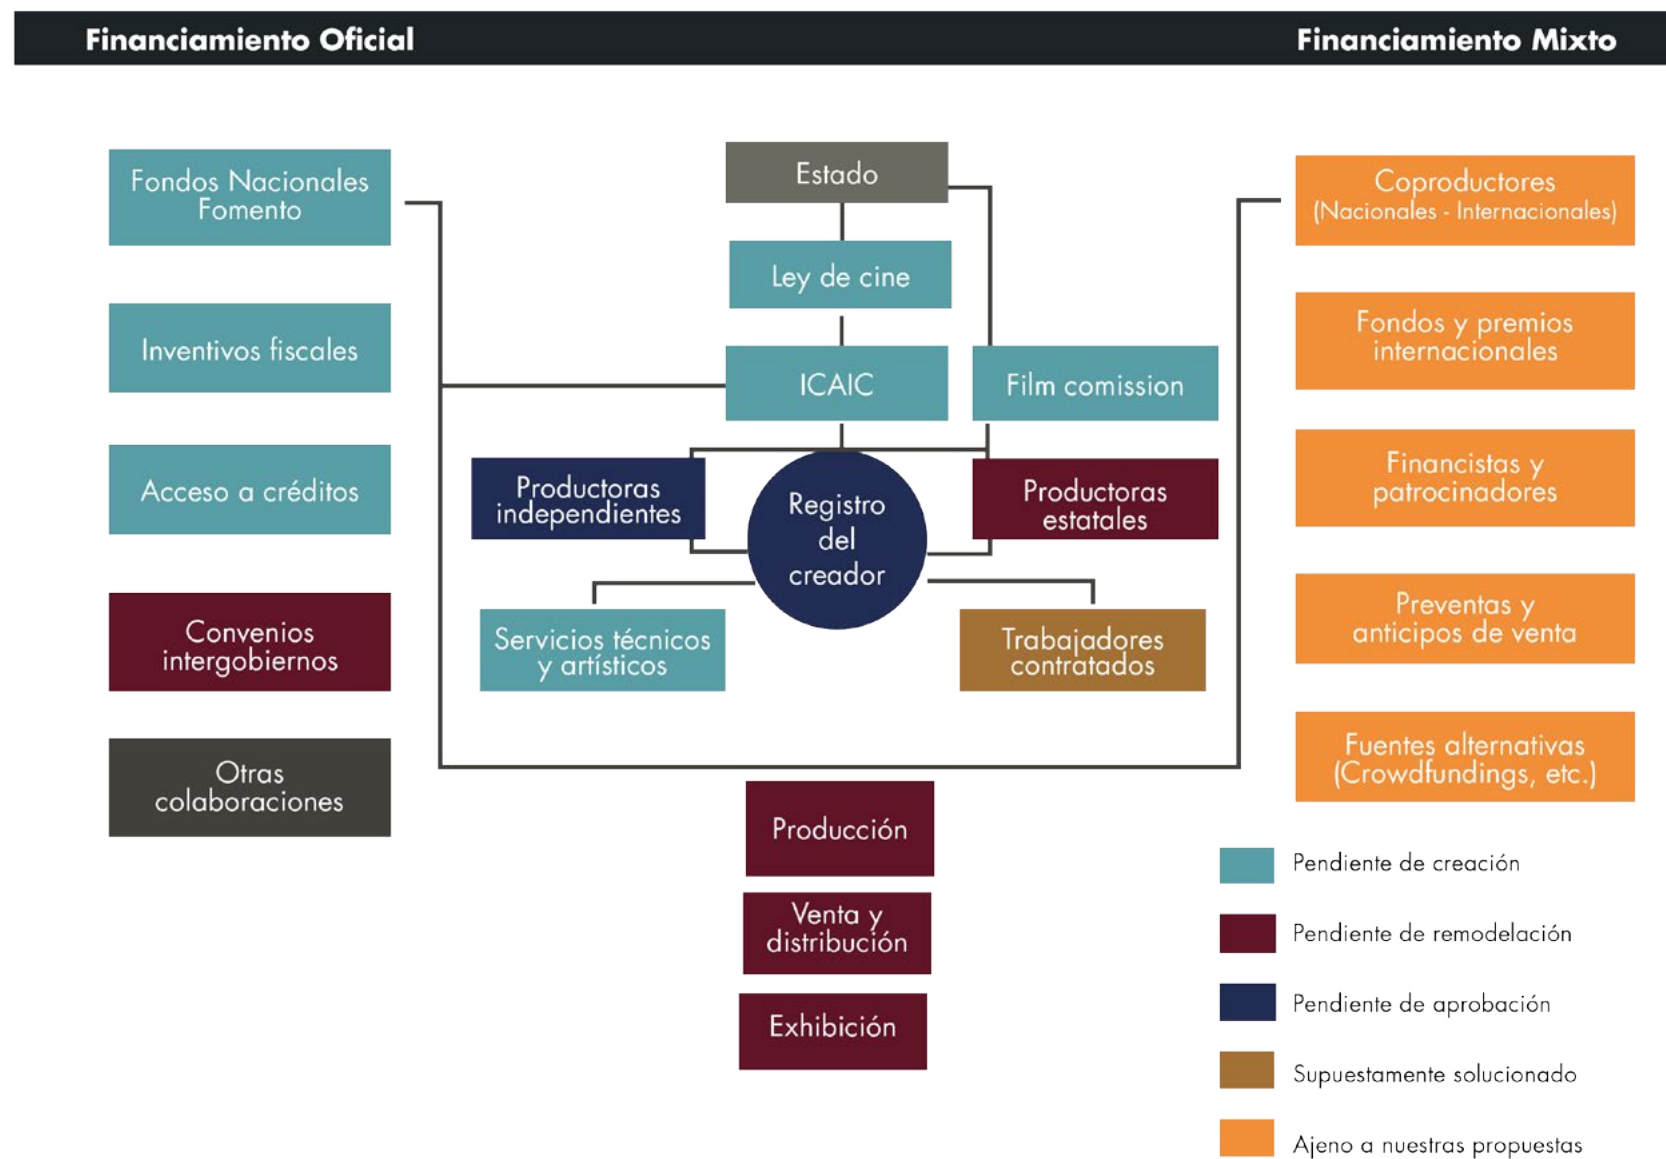 Financiamiento Oficial
Financiamiento Mixto
Fondos Nacionales
Fomento
Inventivos fiscales
Acceso a créditos
Convenios
intergobiernos
Otras
colaboraciones
Estado
Ley de cine
ICAIC
Film comission
Productoras
independientes
Registro
del
creador
Productoras
estatales
Servicios técnicos
y artísticos
Trabajadores
contratados
Producción
Venta y
distribución
Exhibición
Coproductores
(Nacionales - Internacionales)
Fondos y premios
internacionales
Financistas y
patrocinadores
Preventas y
anticipos de venta
Fuentes alternativas
(Crowdfundings, etc.)
Pendiente de creación
Pendiente de remodelación
Pendiente de aprobación
Supuestamente solucionado
Ajeno a nuestras propuestas